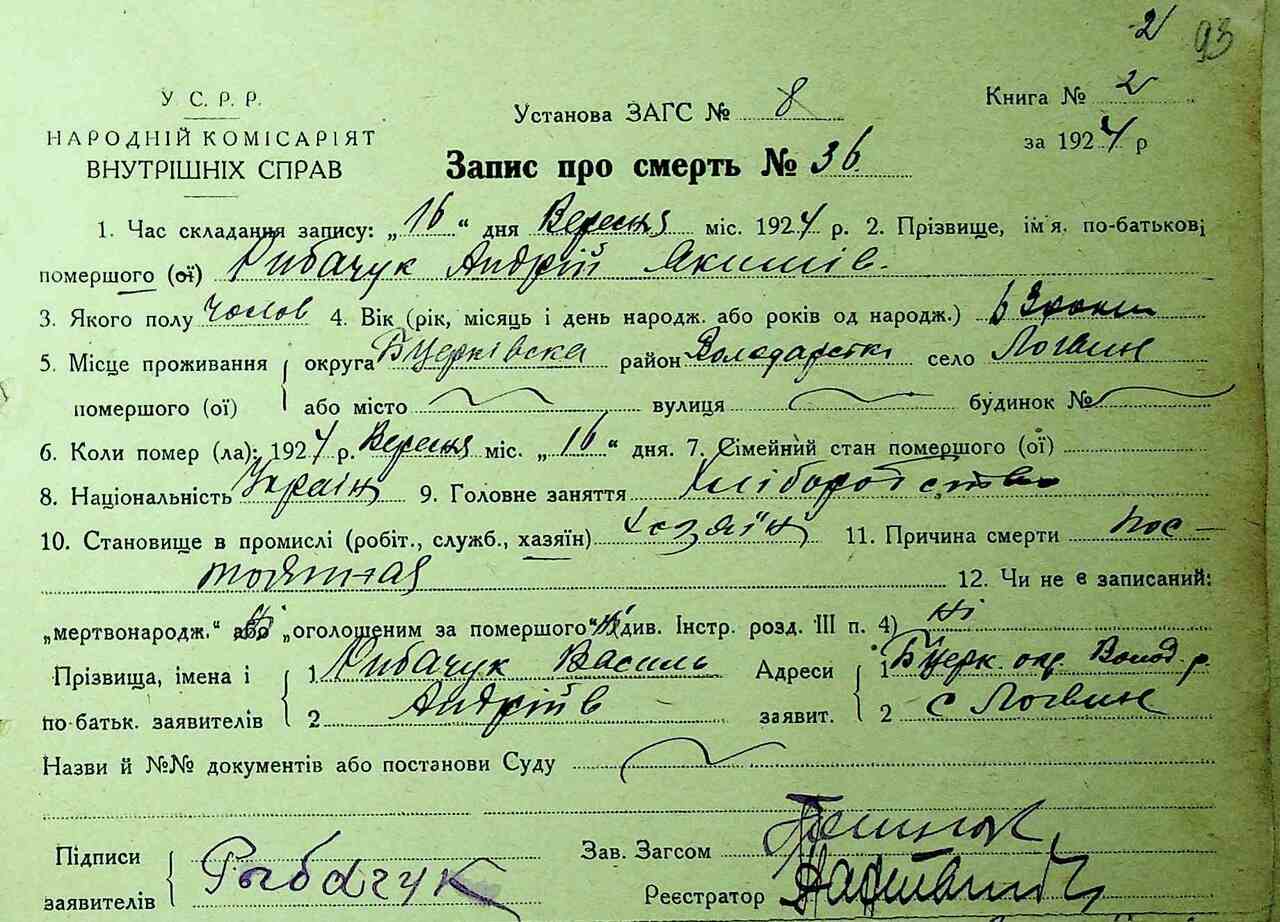 2 93
У. С. Р. Р.
НАРОДНІЙ КОМІСАРІЯТ
ВНУТРІШНІХ СПРАВ
Установа ЗАГС № 8
Книга № 2
за 1924 р
Запис про смерть № 36
1. Час складання запису: „16“ дня Вересня міс. 1924 р. 2. Прізвище, ім'я. по-батькові
помершого (ої) Рибачук Андрій Якимів.
3. Якого полу чолов 4. Вік (рік, місяць і день народж. або років од народж.)
5. Місце проживання округа Бцерківска район Володарскі село Логвин
помершого (ої) або місто вулиця будинок №
6. Коли помер (ла): 1924 р. Вересня міс. „16“ дня. 7. Сімейний стан помершого (ої)
8. Національність Україн 9. Головне заняття Хліборобство
10. Становище в промислі (робіт., служб., хазяїн) хозяїн 11. Причина смерти пос-
тоянная 12. Чи не є записаний:
„мертвонародж.“ або „оголошеним за помершого“ (див. Інстр. розд. III п. 4) ні
Прізвища, імена і 1 Рибачук Василь Адреси 1 Бцерк. окр. Волод. р.
по батьк. заявителів 2 Андріїв заявит. 2 с Логвин
Назви й №№ документів або постанови Суду
Підписи Зав. Загсом
заявителів Рыбачук Реєстратор